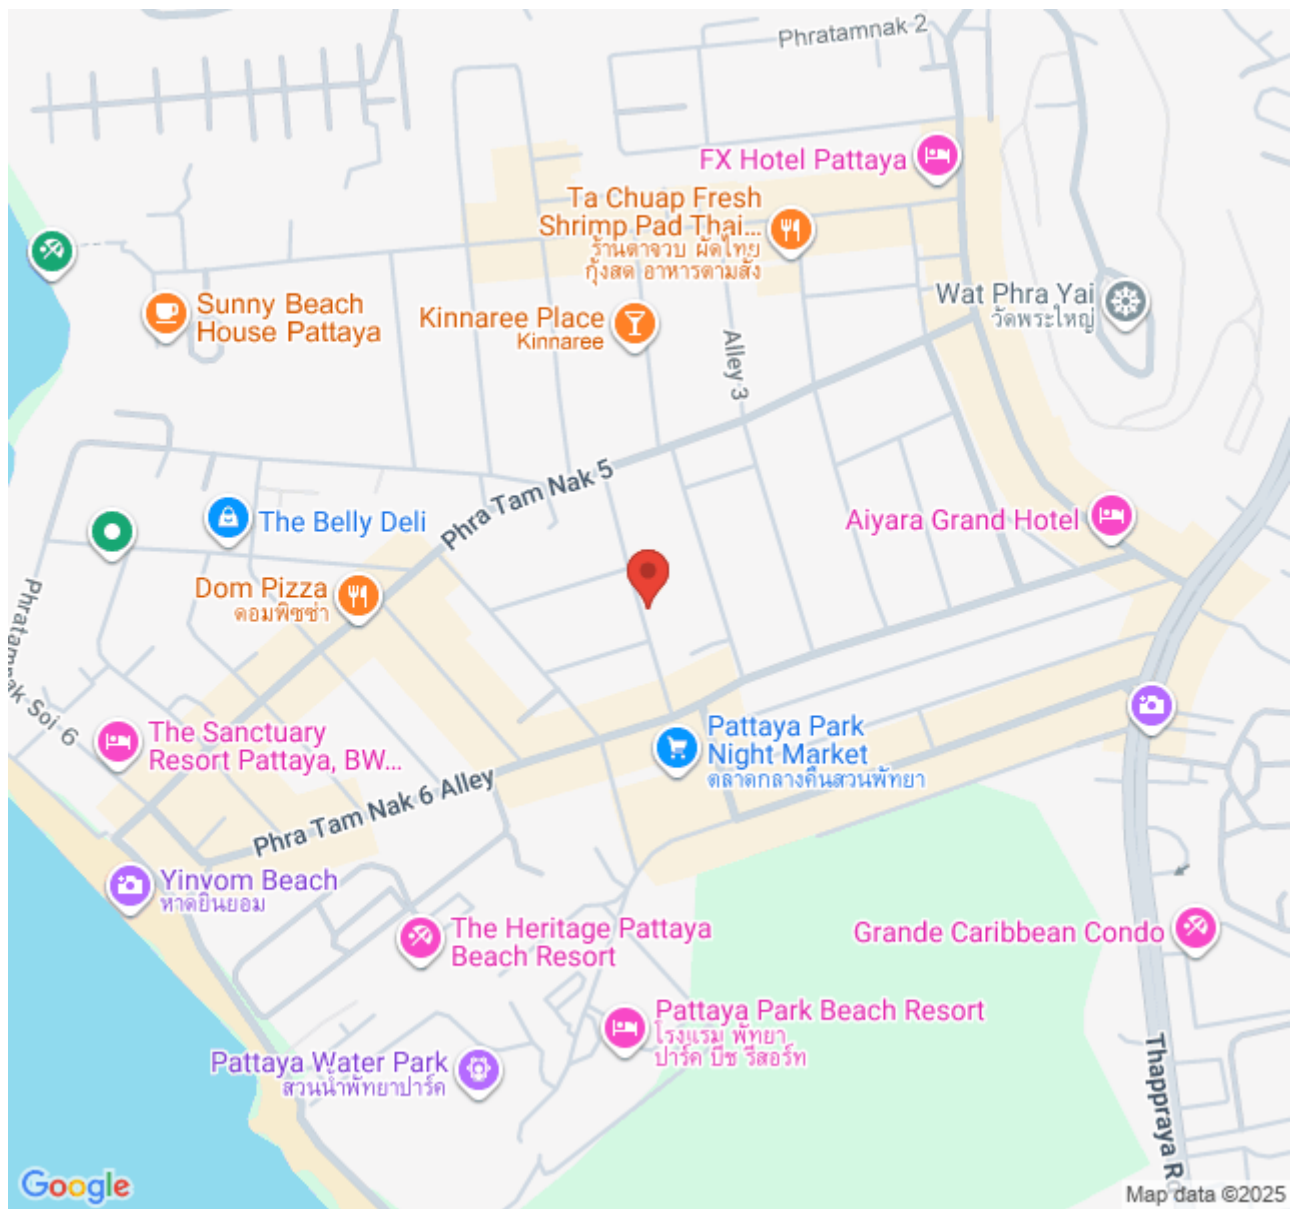 Phratamnak 2
FX Hotel Pattaya
Ta Chuap Fresh
Shrimp Pad Thai...
ร้านตาจวบ ผัดไทย
กุ้งสด อาหารตามสั่ง
Wat Phra Yai
วัดพระใหญ่
Sunny Beach
House Pattaya
Kinnaree Place
Kinnaree
Alley 3
Phra Tam Nak 5
The Belly Deli
Aiyara Grand Hotel
Dom Pizza
ดอมพิซซ่า
Phratamnak Soi 6
The Sanctuary
Resort Pattaya, BW...
Pattaya Park
Night Market
ตลาดกลางคืนสวนพัทยา
Phra Tam Nak 6 Alley
Yinvom Beach
หาดยินยอม
The Heritage Pattaya
Beach Resort
Grande Caribbean Condo
Pattaya Park Beach Resort
โรงแรม พัทยา
ปาร์ค บีช รีสอร์ท
Pattaya Water Park
สวนน้ำพัทยาปาร์ค
Thappraya Rd
Google
Map data ©2025